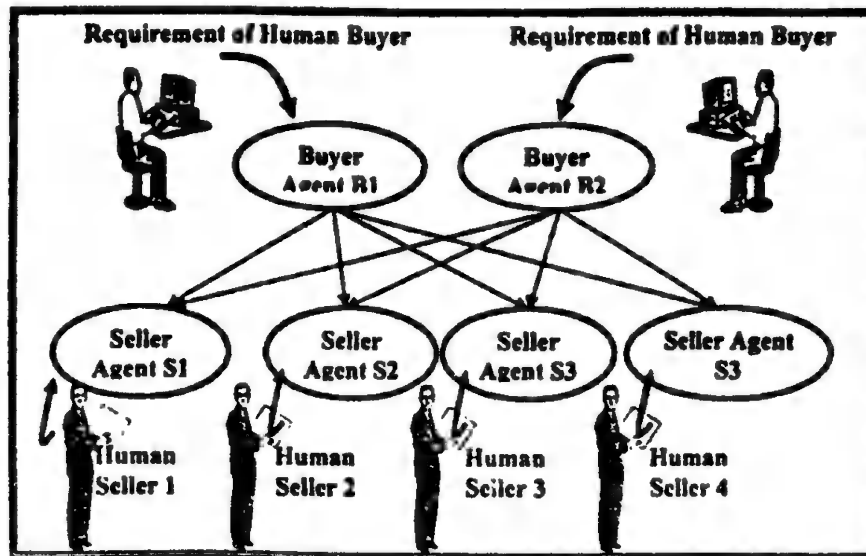 Requirement of Human Buyer
Requirement of Human Buyer
Buyer
Agent B1
Buyer
Agent B2
Seller
Agent S1
Seller
Agent S2
Seller
Agent S3
Seller Agent
S3
Human
Seller 1
Human
Seller 2
Human
Seller 3
Human
Seller 4